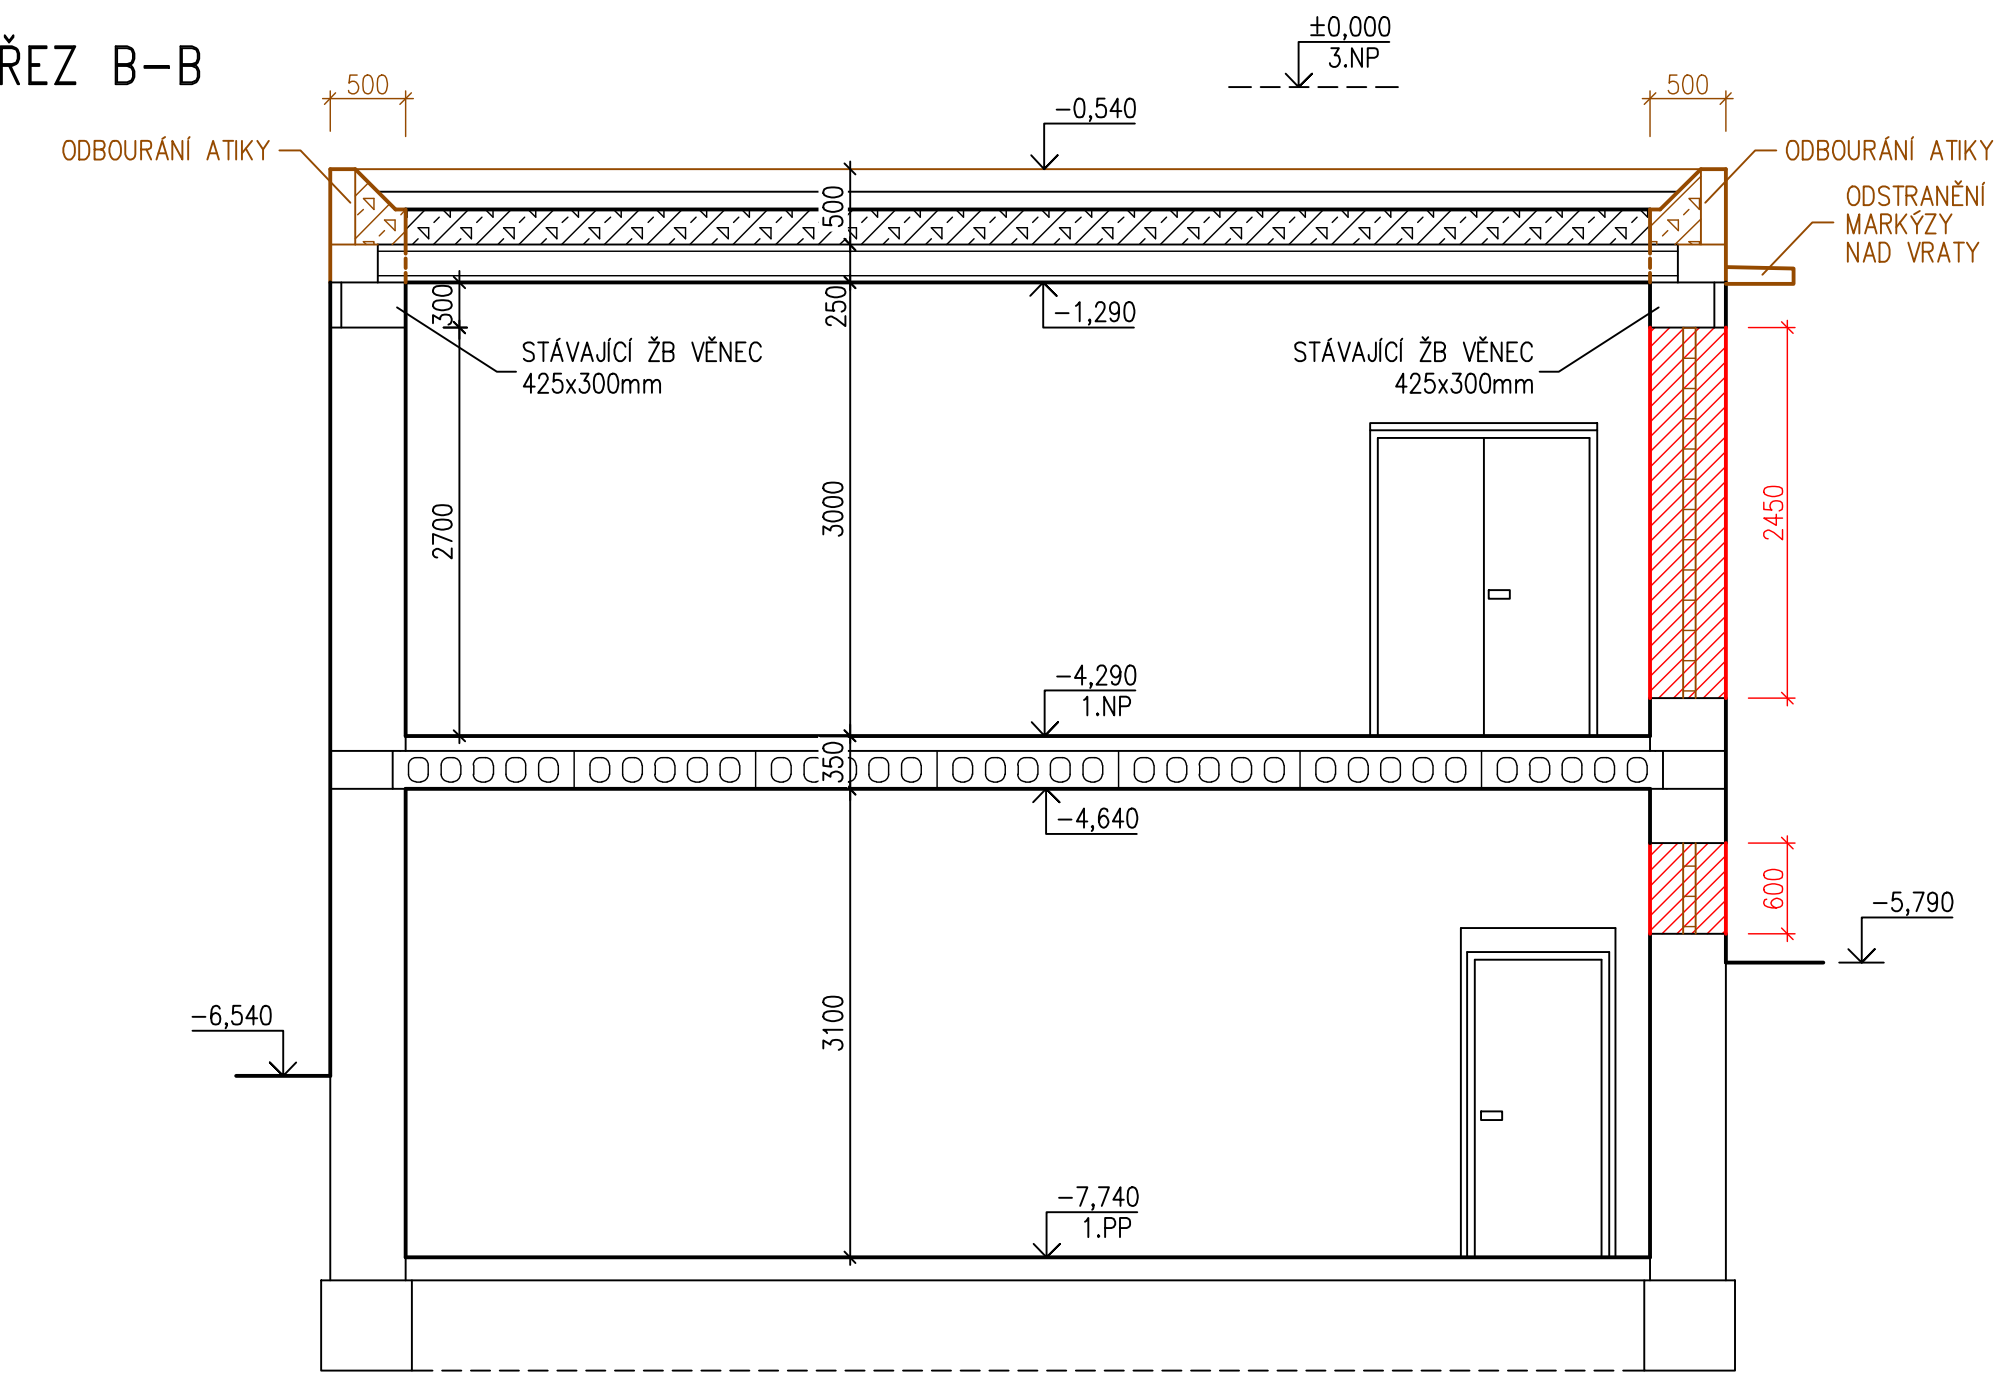 ŘEZ B-B
±0,000
3.NP
500
500
-0,540
ODBOURÁNÍ ATIKY
ODBOURÁNÍ ATIKY
ODSTRANĚNÍ
MARKÝZY
NAD VRATY
500
250
300
-1,290
STÁVAJÍCÍ ŽB VĚNEC
425x300mm
STÁVAJÍCÍ ŽB VĚNEC
425x300mm
2700
3000
2450
-4,290
1.NP
350
-4,640
600
-5,790
-6,540
3100
-7,740
1.PP